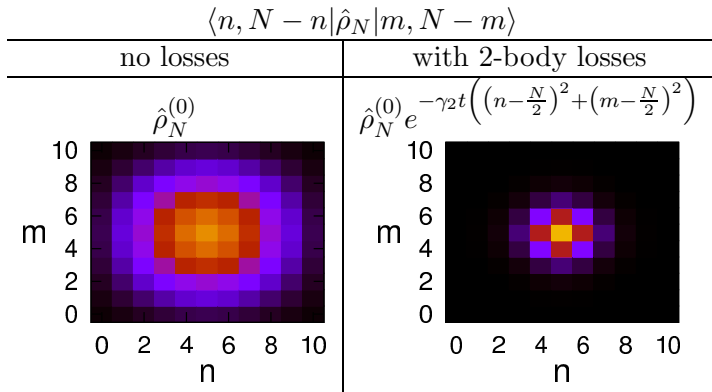 ⟨n, N − n|ρ̂_N|m, N − m⟩
no losses
with 2-body losses
ρ̂_N^{(0)}
ρ̂_N^{(0)} e^{−γ_2 t((n−\frac{N}{2})^2+(m−\frac{N}{2})^2)}
10
8
6
4
2
0
m
0 2 4 6 8 10
n
10
8
6
4
2
0
m
0 2 4 6 8 10
n